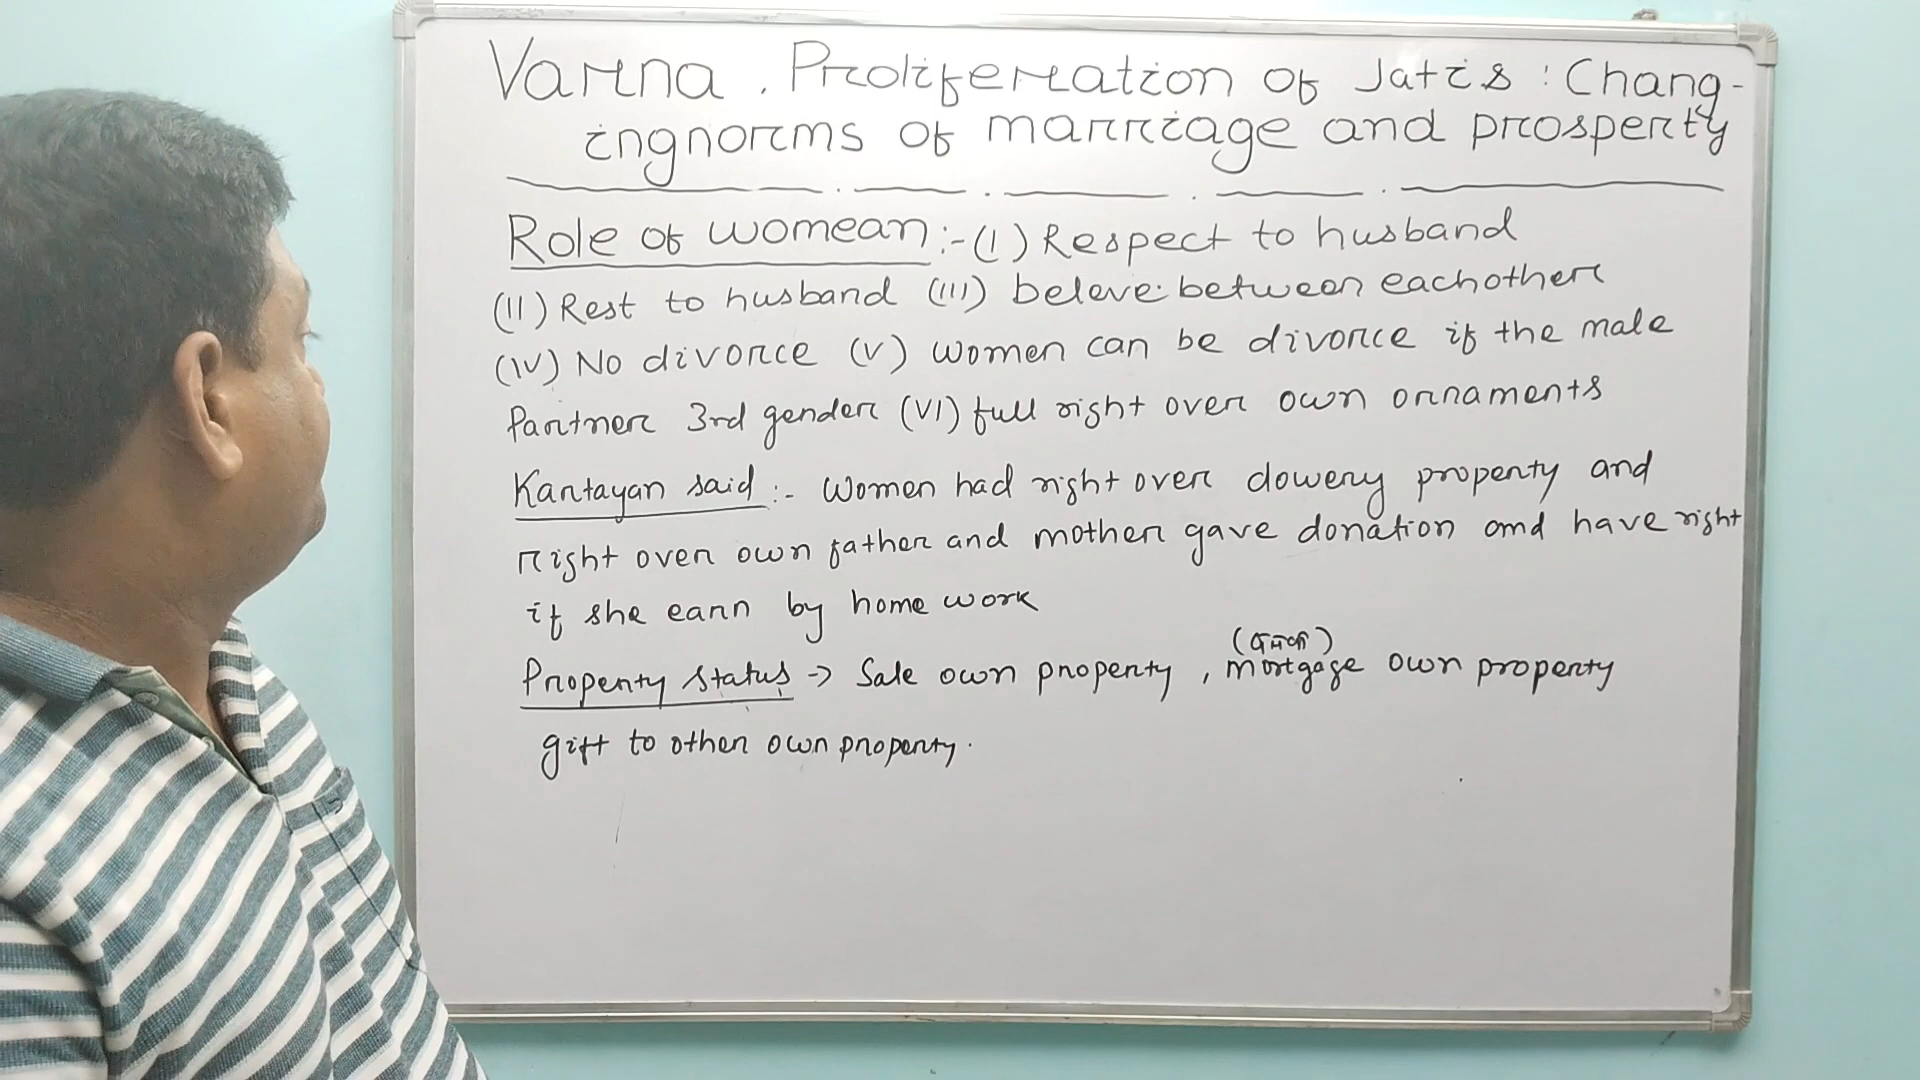 Varna. Proliferation of Jatis : Chang-
ingnorms of marriage and prosperty
Role of womean :- (I) Respect to husband
(II) Rest to husband (III) beleve between eachother
(IV) No divorce (V) women can be divorce if the male
Partner 3rd gender (VI) full right over own ornaments
Kartayan said :- Women had right over dowery property and
right over own father and mother gave donation and have right
if she earn by home work
(বন্ধক)
Property status → Sale own property, mortgage own property
gift to other own property.